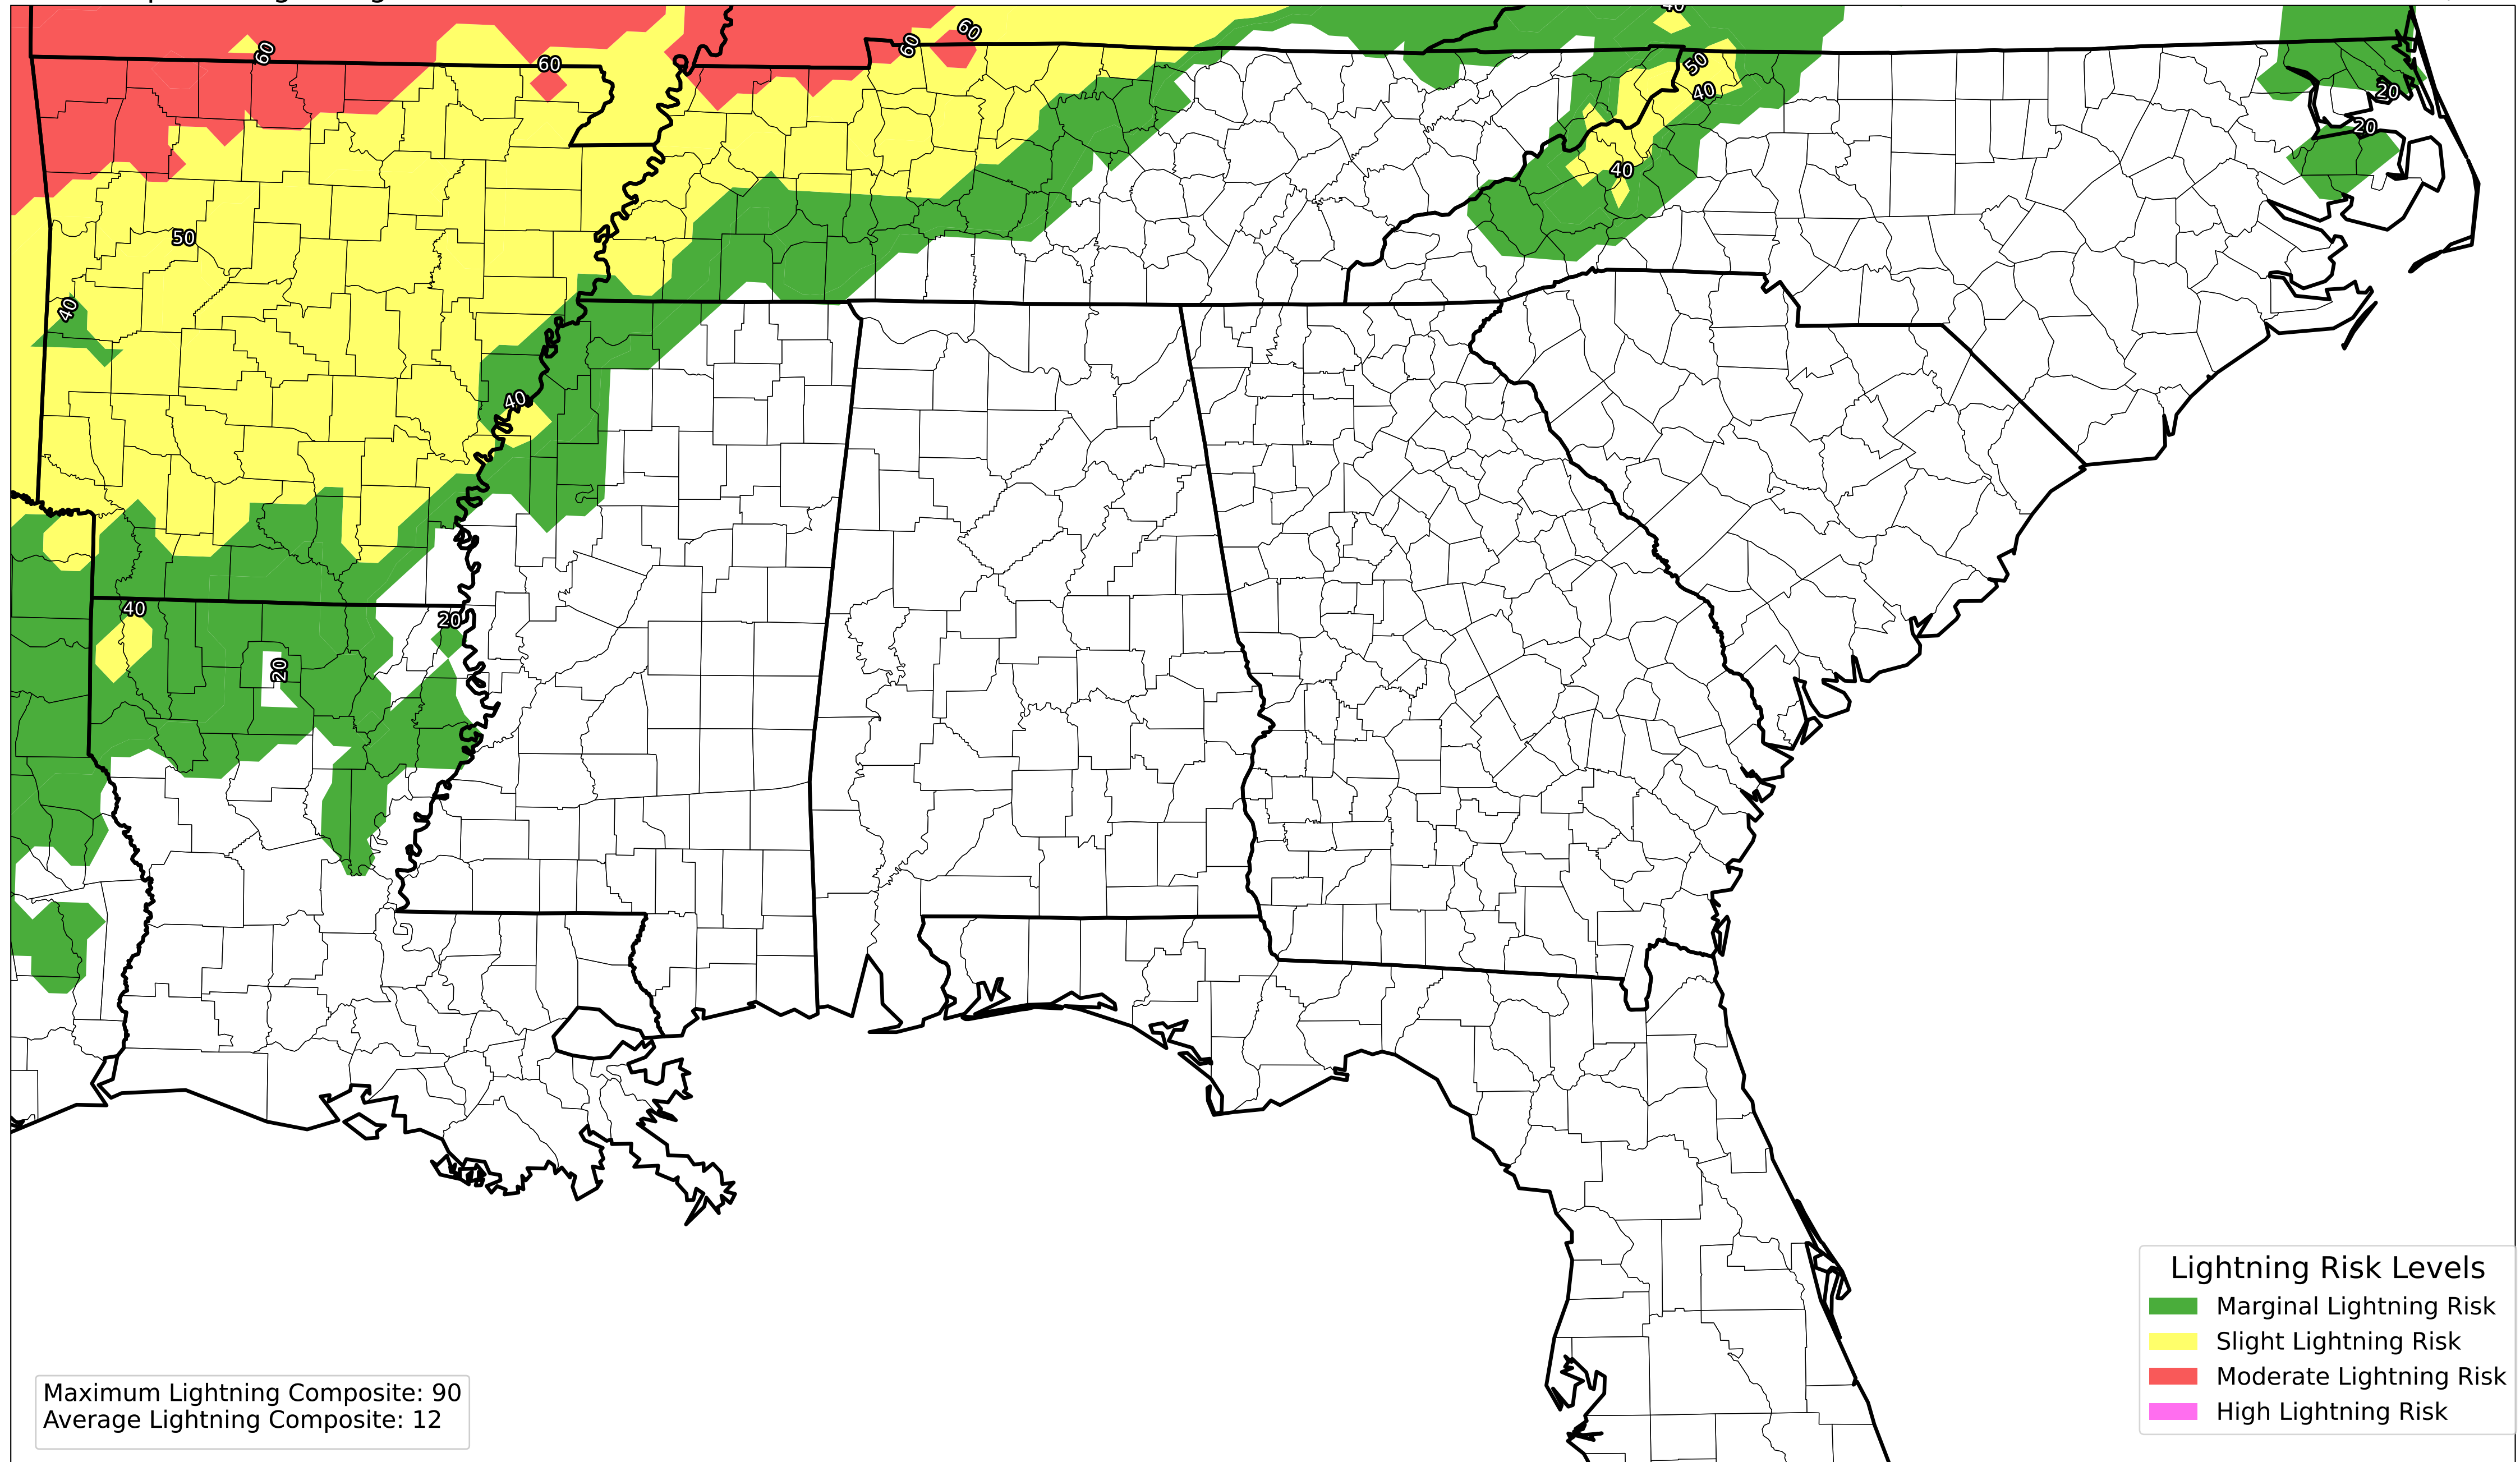 40
60
60
60
60
50
40
20
20
40
50
40
40
40
20
20
Lightning Risk Levels
Marginal Lightning Risk
Slight Lightning Risk
Moderate Lightning Risk
High Lightning Risk
Maximum Lightning Composite: 90
Average Lightning Composite: 12